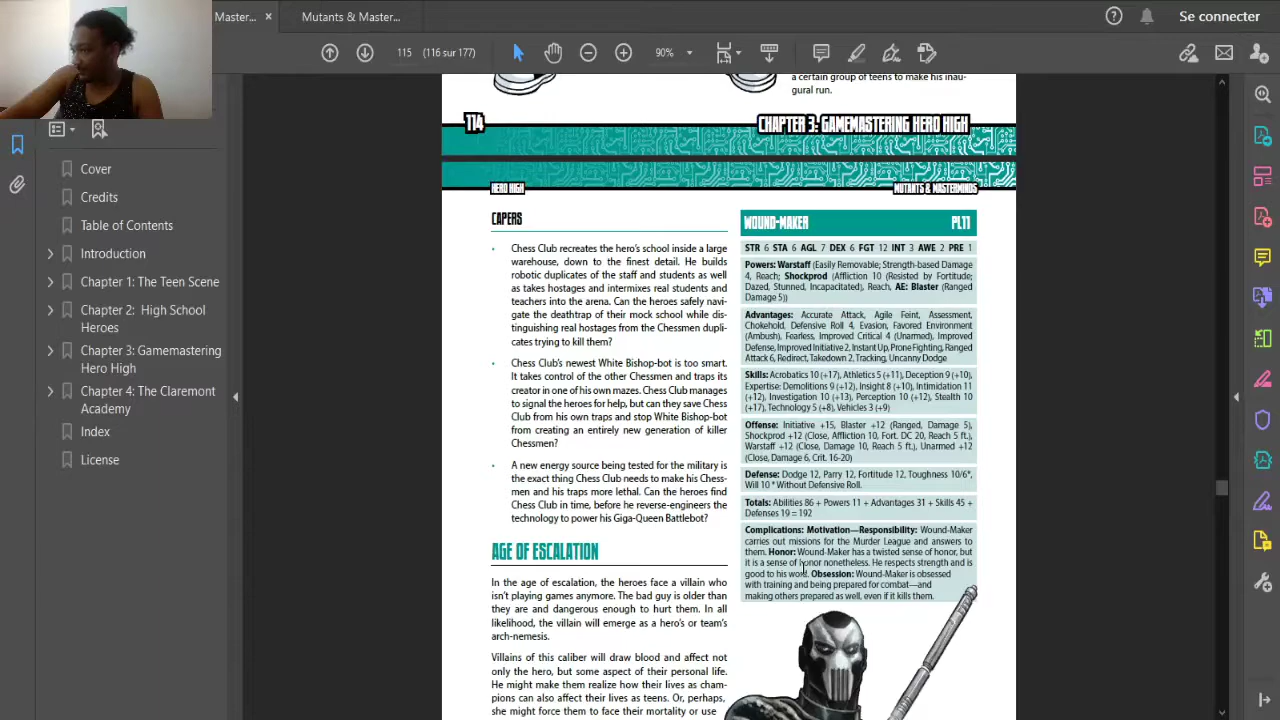 Master...
Mutants & Master...
Se connecter
115
(116 sur 177)
90%
Cover
Credits
Table of Contents
Introduction
Chapter 1: The Teen Scene
Chapter 2: High School
Heroes
Chapter 3: Gamemastering
Hero High
Chapter 4: The Claremont
Academy
Index
License
a certain group of teens to make his inau-
gural run.
114
CHAPTER 3: GAMEMASTERING HERO HIGH
HERO HIGH
MUTANTS & MASTERMINDS
CAPERS
• Chess Club recreates the hero's school inside a large
warehouse, down to the finest detail. He builds
robotic duplicates of the staff and students as well
as takes hostages and intermixes real students and
teachers into the arena. Can the heroes safely navi-
gate the deathtrap of their mock school while dis-
tinguishing real hostages from the Chessmen dupli-
cates trying to kill them?
• Chess Club's newest White Bishop-bot is too smart.
It takes control of the other Chessmen and traps its
creator in one of his own mazes. Chess Club manages
to signal the heroes for help, but can they save Chess
Club from his own traps and stop White Bishop-bot
from creating an entirely new generation of killer
Chessmen?
• A new energy source being tested for the military is
the exact thing Chess Club needs to make his Chess-
men and his traps more lethal. Can the heroes find
Chess Club in time, before he reverse-engineers the
technology to power his Giga-Queen Battlebot?
AGE OF ESCALATION
In the age of escalation, the heroes face a villain who
isn't playing games anymore. The bad guy is older than
they are and dangerous enough to hurt them. In all
likelihood, the villain will emerge as a hero's or team's
arch-nemesis.
Villains of this caliber will draw blood and affect not
only the hero, but some aspect of their personal life.
He might make them realize how their lives as cham-
pions can also affect their lives as teens. Or, perhaps,
she might force them to face their mortality or use
WOUND-MAKER PL11
STR 6 STA 6 AGL 7 DEX 6 FGT 12 INT 3 AWE 2 PRE 1
Powers: Warstaff (Easily Removable; Strength-based Damage
4, Reach; Shockprod (Affliction 10 (Resisted by Fortitude;
Dazed, Stunned, Incapacitated), Reach, AE: Blaster (Ranged
Damage 5))
Advantages: Accurate Attack, Agile Feint, Assessment,
Chokehold, Defensive Roll 4, Evasion, Favored Environment
(Ambush), Fearless, Improved Critical 4 (Unarmed), Improved
Defense, Improved Initiative 2, Instant Up, Prone Fighting, Ranged
Attack 6, Redirect, Takedown 2, Tracking, Uncanny Dodge
Skills: Acrobatics 10 (+17), Athletics 5 (+11), Deception 9 (+10),
Expertise: Demolitions 9 (+12), Insight 8 (+10), Intimidation 11
(+12), Investigation 10 (+13), Perception 10 (+12), Stealth 10
(+17), Technology 5 (+8), Vehicles 3 (+9)
Offense: Initiative +15, Blaster +12 (Ranged, Damage 5),
Shockprod +12 (Close, Affliction 10, Fort. DC 20, Reach 5 ft.),
Warstaff +12 (Close, Damage 10, Reach 5 ft.), Unarmed +12
(Close, Damage 6, Crit. 16-20)
Defense: Dodge 12, Parry 12, Fortitude 12, Toughness 10/6*,
Will 10 * Without Defensive Roll.
Totals: Abilities 86 + Powers 11 + Advantages 31 + Skills 45 +
Defenses 19 = 192
Complications: Motivation—Responsibility: Wound-Maker
carries out missions for the Murder League and answers to
them. Honor: Wound-Maker has a twisted sense of honor, but
it is a sense of honor nonetheless. He respects strength and is
good to his word. Obsession: Wound-Maker is obsessed
with training and being prepared for combat—and
making others prepared as well, even if it kills them.